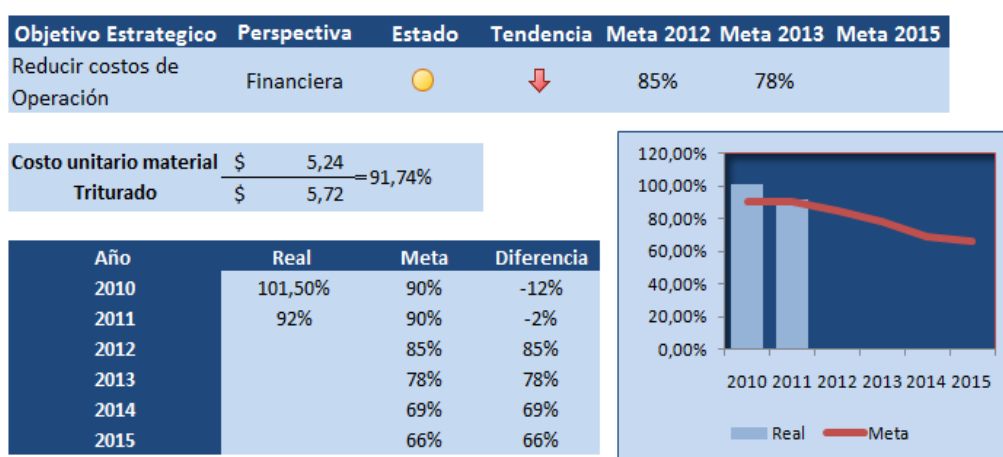 Objetivo Estrategico Perspectiva Estado Tendencia Meta 2012 Meta 2013 Meta 2015
Reducir costos de
Operación Financiera 85% 78%
Costo unitario material $ 5,24
Triturado $ 5,72 =91,74%
Año Real Meta Diferencia
2010 101,50% 90% -12%
2011 92% 90% -2%
2012 85% 85%
2013 78% 78%
2014 69% 69%
2015 66% 66%
120,00%
100,00%
80,00%
60,00%
40,00%
20,00%
0,00%
2010 2011 2012 2013 2014 2015
Real Meta